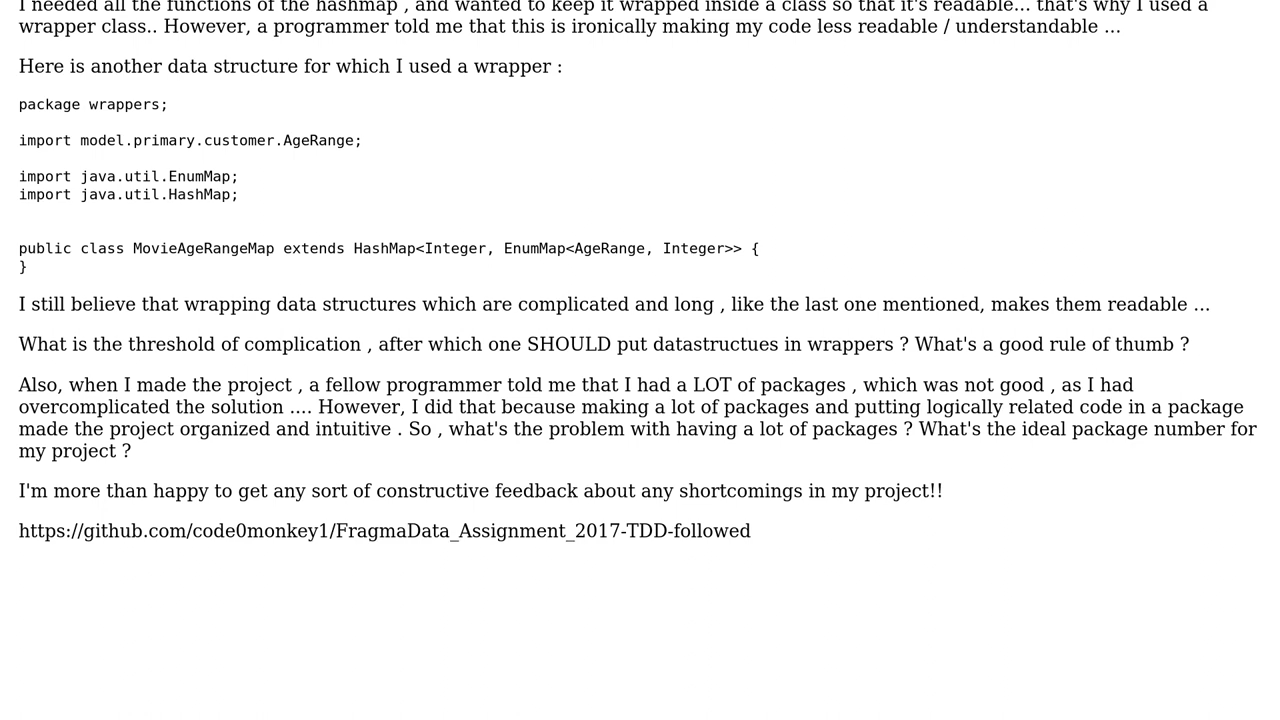 I needed all the functions of the hashmap , and wanted to keep it wrapped inside a class so that it's readable... that's why I used a
wrapper class.. However, a programmer told me that this is ironically making my code less readable / understandable ...
Here is another data structure for which I used a wrapper :
package wrappers;
import model.primary.customer.AgeRange;
import java.util.EnumMap;
import java.util.HashMap;
public class MovieAgeRangeMap extends HashMap<Integer, EnumMap<AgeRange, Integer>> {
}
I still believe that wrapping data structures which are complicated and long , like the last one mentioned, makes them readable ...
What is the threshold of complication , after which one SHOULD put datastructues in wrappers ? What's a good rule of thumb ?
Also, when I made the project , a fellow programmer told me that I had a LOT of packages , which was not good , as I had
overcomplicated the solution .... However, I did that because making a lot of packages and putting logically related code in a package
made the project organized and intuitive . So , what's the problem with having a lot of packages ? What's the ideal package number for
my project ?
I'm more than happy to get any sort of constructive feedback about any shortcomings in my project!!
https://github.com/code0monkey1/FragmaData_Assignment_2017-TDD-followed